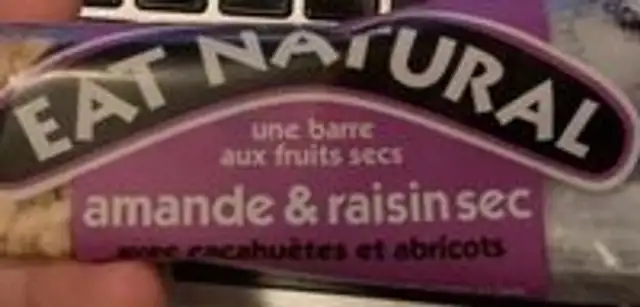 EAT NATURAL
une barre
aux fruits secs
amande & raisin sec
avec cacahuètes et abricots